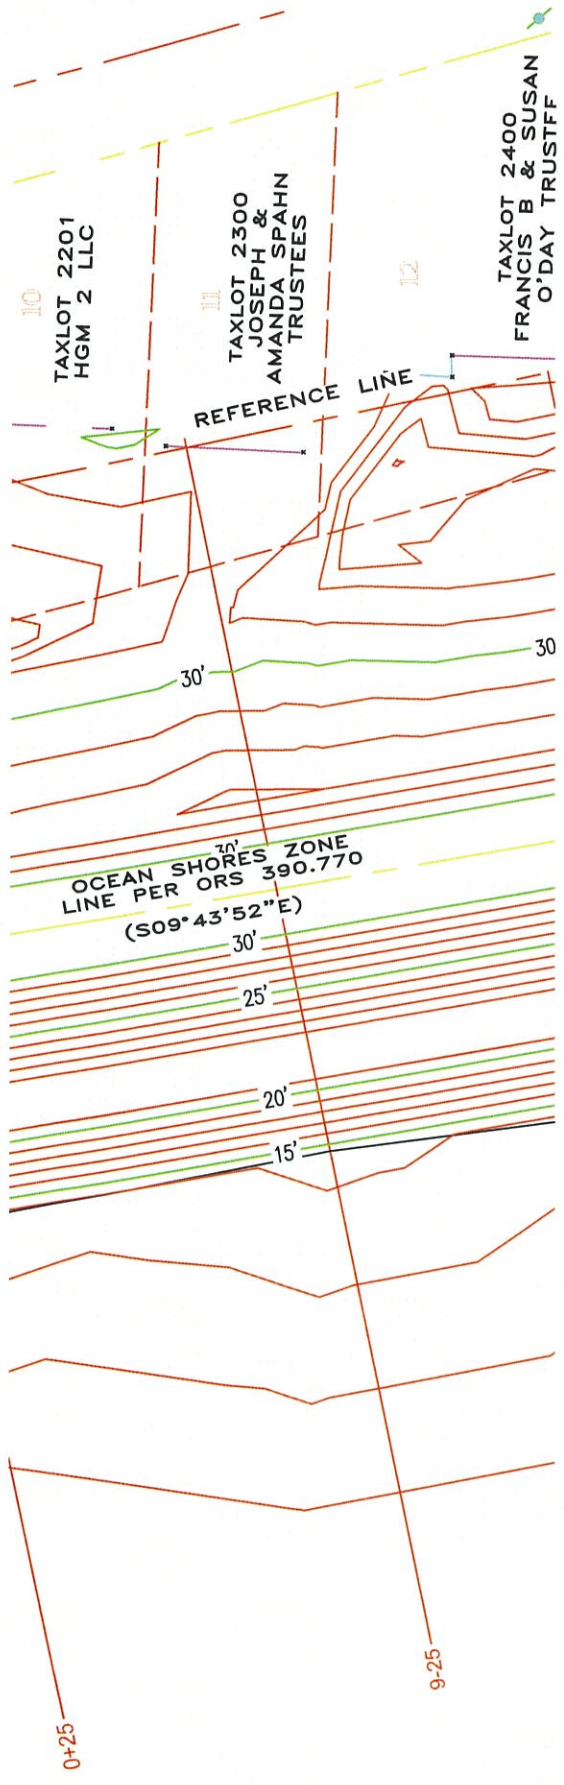 10
TAXLOT 2201
HGM 2 LLC
11
TAXLOT 2300
JOSEPH &
AMANDA SPAHN
TRUSTEES
12
TAXLOT 2400
FRANCIS B & SUSAN
O'DAY TRUSTFF
REFERENCE LINE
30'
30
30'
OCEAN SHORES ZONE
LINE PER ORS 390.770
(S09°43'52"E)
30'
25'
20'
15'
9-25
0+25